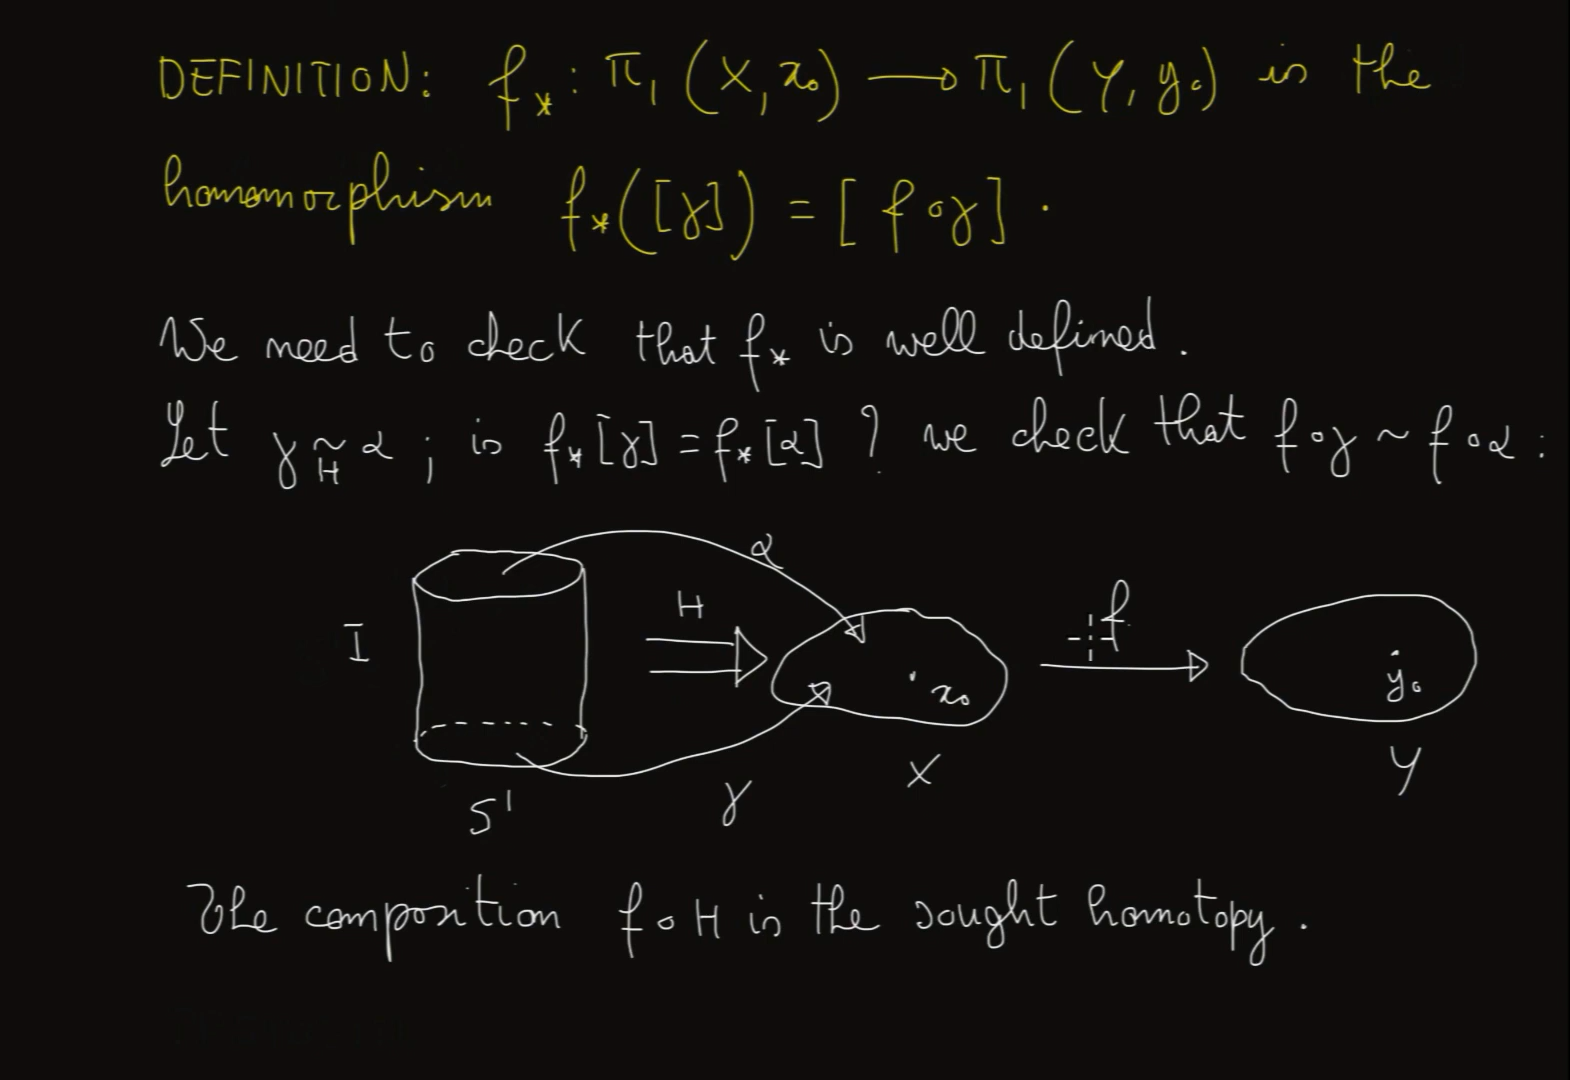 DEFINITION: f_* : π_1 (X, x_0) ⟶ π_1 (Y, y_0) is the
homomorphism f_*([γ]) = [f∘γ].
We need to check that f_* is well defined.
Let γ ~_H α ; is f_*[γ] = f_*[α] ? we check that f∘γ ~ f∘α :
α
H
f
I
x_0
y_0
X
Y
S^1
γ
The composition f∘H is the sought homotopy.